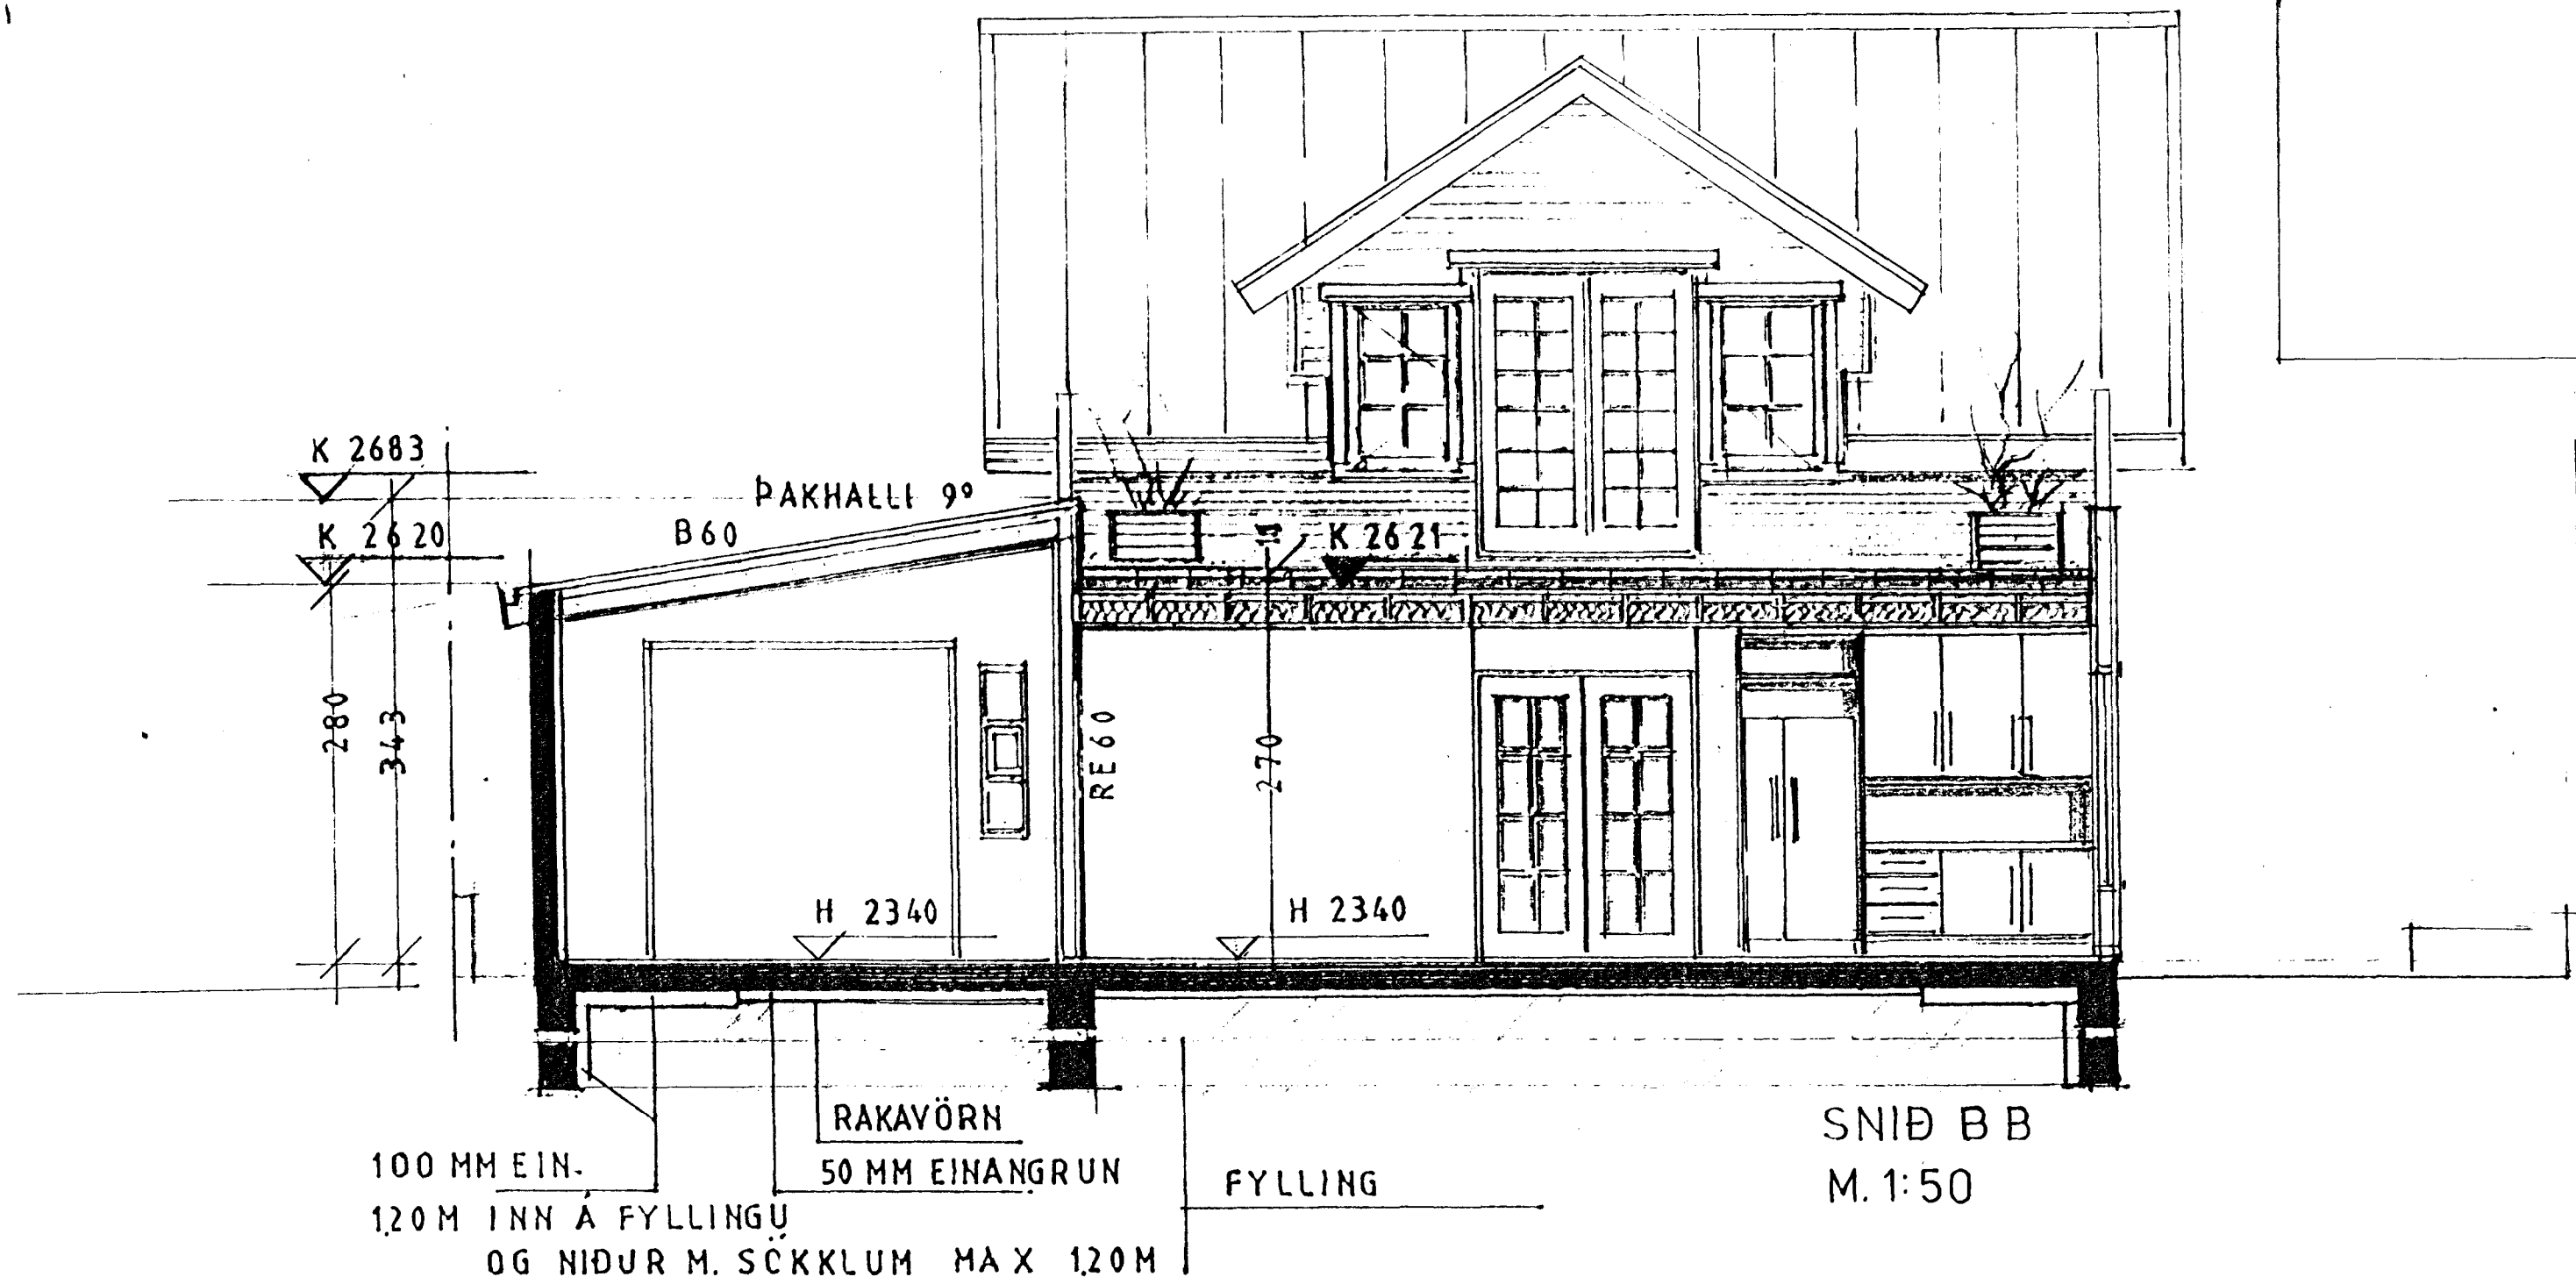 K 2683
ÞAKHALLI 9°
K 2620
B60
K 2621
13
280
343
RE60
270
H 2340
H 2340
RAKAVÖRN
SNIÐ B B
100 MM EIN.
50 MM EINANGRUN
FYLLING
M. 1:50
1,20 M INN Á FYLLINGU
OG NIÐUR M. SÖKKLUM MAX 1,20 M